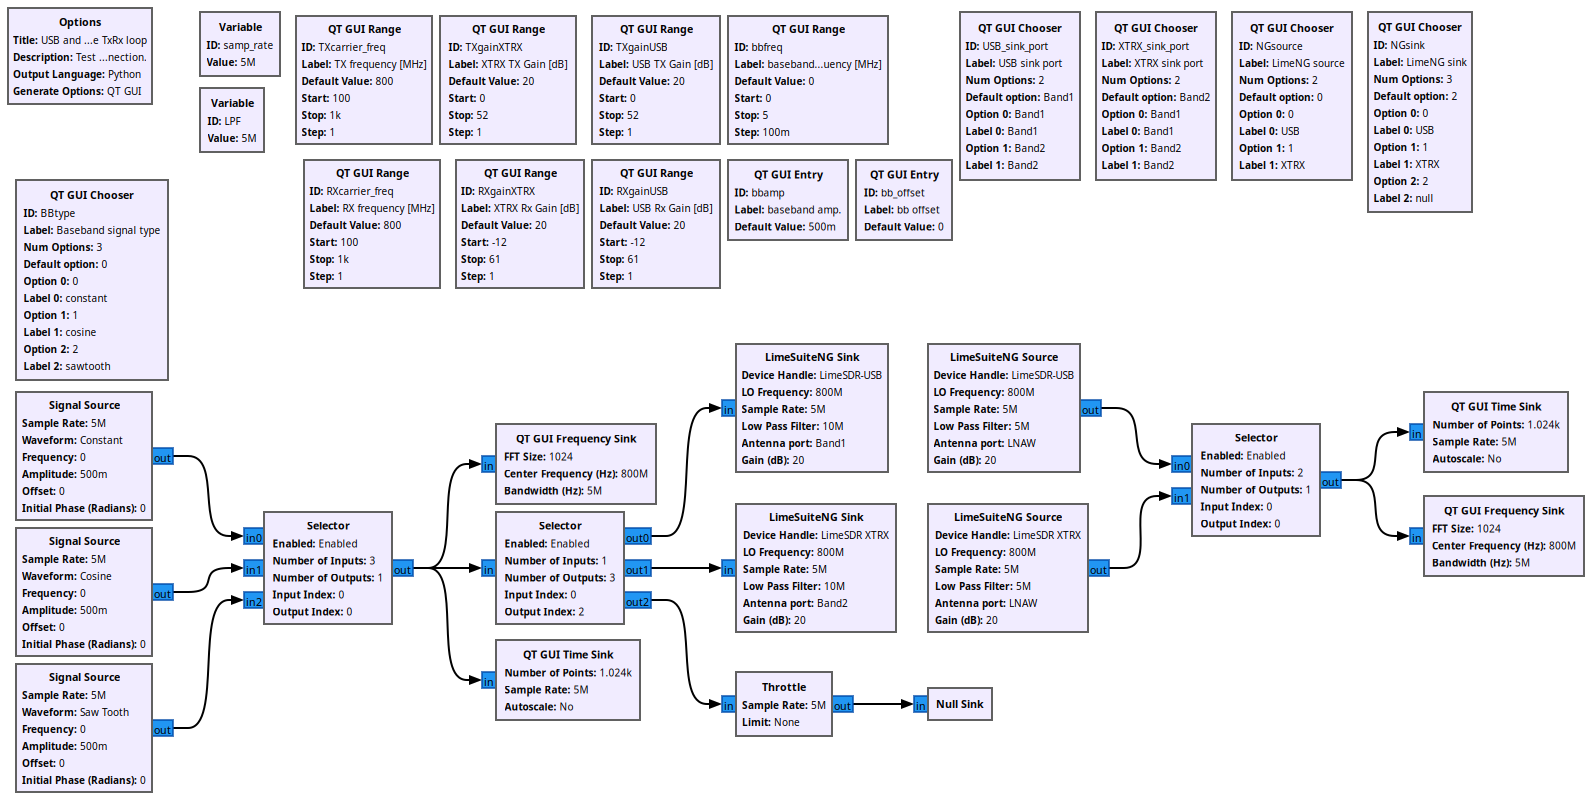 Options
Title: USB and ...e TxRx loop
Description: Test ...nection.
Output Language: Python
Generate Options: QT GUI
Variable
ID: samp_rate
Value: 5M
Variable
ID: LPF
Value: 5M
QT GUI Range
ID: TXcarrier_freq
Label: TX frequency [MHz]
Default Value: 800
Start: 100
Stop: 1k
Step: 1
QT GUI Range
ID: TXgainXTRX
Label: XTRX TX Gain [dB]
Default Value: 20
Start: 0
Stop: 52
Step: 1
QT GUI Range
ID: TXgainUSB
Label: USB TX Gain [dB]
Default Value: 20
Start: 0
Stop: 52
Step: 1
QT GUI Range
ID: bbfreq
Label: baseband...uency [MHz]
Default Value: 0
Start: 0
Stop: 5
Step: 100m
QT GUI Chooser
ID: USB_sink_port
Label: USB sink port
Num Options: 2
Default option: Band1
Option 0: Band1
Label 0: Band1
Option 1: Band2
Label 1: Band2
QT GUI Chooser
ID: XTRX_sink_port
Label: XTRX sink port
Num Options: 2
Default option: Band2
Option 0: Band1
Label 0: Band1
Option 1: Band2
Label 1: Band2
QT GUI Chooser
ID: NGsource
Label: LimeNG source
Num Options: 2
Default option: 0
Option 0: 0
Label 0: USB
Option 1: 1
Label 1: XTRX
QT GUI Chooser
ID: NGsink
Label: LimeNG sink
Num Options: 3
Default option: 2
Option 0: 0
Label 0: USB
Option 1: 1
Label 1: XTRX
Option 2: 2
Label 2: null
QT GUI Range
ID: RXcarrier_freq
Label: RX frequency [MHz]
Default Value: 800
Start: 100
Stop: 1k
Step: 1
QT GUI Range
ID: RXgainXTRX
Label: XTRX Rx Gain [dB]
Default Value: 20
Start: -12
Stop: 61
Step: 1
QT GUI Range
ID: RXgainUSB
Label: USB Rx Gain [dB]
Default Value: 20
Start: -12
Stop: 61
Step: 1
QT GUI Entry
ID: bbamp
Label: baseband amp.
Default Value: 500m
QT GUI Entry
ID: bb_offset
Label: bb offset
Default Value: 0
QT GUI Chooser
ID: BBtype
Label: Baseband signal type
Num Options: 3
Default option: 0
Option 0: 0
Label 0: constant
Option 1: 1
Label 1: cosine
Option 2: 2
Label 2: sawtooth
Signal Source
Sample Rate: 5M
Waveform: Constant
Frequency: 0
Amplitude: 500m
Offset: 0
Initial Phase (Radians): 0
out
Signal Source
Sample Rate: 5M
Waveform: Cosine
Frequency: 0
Amplitude: 500m
Offset: 0
Initial Phase (Radians): 0
out
Signal Source
Sample Rate: 5M
Waveform: Saw Tooth
Frequency: 0
Amplitude: 500m
Offset: 0
Initial Phase (Radians): 0
out
in0
in1
in2
Selector
Enabled: Enabled
Number of Inputs: 3
Number of Outputs: 1
Input Index: 0
Output Index: 0
out
in
QT GUI Frequency Sink
FFT Size: 1024
Center Frequency (Hz): 800M
Bandwidth (Hz): 5M
in
Selector
Enabled: Enabled
Number of Inputs: 1
Number of Outputs: 3
Input Index: 0
Output Index: 2
out0
out1
out2
in
QT GUI Time Sink
Number of Points: 1.024k
Sample Rate: 5M
Autoscale: No
in
LimeSuiteNG Sink
Device Handle: LimeSDR-USB
LO Frequency: 800M
Sample Rate: 5M
Low Pass Filter: 10M
Antenna port: Band1
Gain (dB): 20
in
LimeSuiteNG Sink
Device Handle: LimeSDR XTRX
LO Frequency: 800M
Sample Rate: 5M
Low Pass Filter: 10M
Antenna port: Band2
Gain (dB): 20
in
Throttle
Sample Rate: 5M
Limit: None
out
in
Null Sink
LimeSuiteNG Source
Device Handle: LimeSDR-USB
LO Frequency: 800M
Sample Rate: 5M
Low Pass Filter: 5M
Antenna port: LNAW
Gain (dB): 20
out
LimeSuiteNG Source
Device Handle: LimeSDR XTRX
LO Frequency: 800M
Sample Rate: 5M
Low Pass Filter: 5M
Antenna port: LNAW
Gain (dB): 20
out
in0
in1
Selector
Enabled: Enabled
Number of Inputs: 2
Number of Outputs: 1
Input Index: 0
Output Index: 0
out
in
QT GUI Time Sink
Number of Points: 1.024k
Sample Rate: 5M
Autoscale: No
in
QT GUI Frequency Sink
FFT Size: 1024
Center Frequency (Hz): 800M
Bandwidth (Hz): 5M